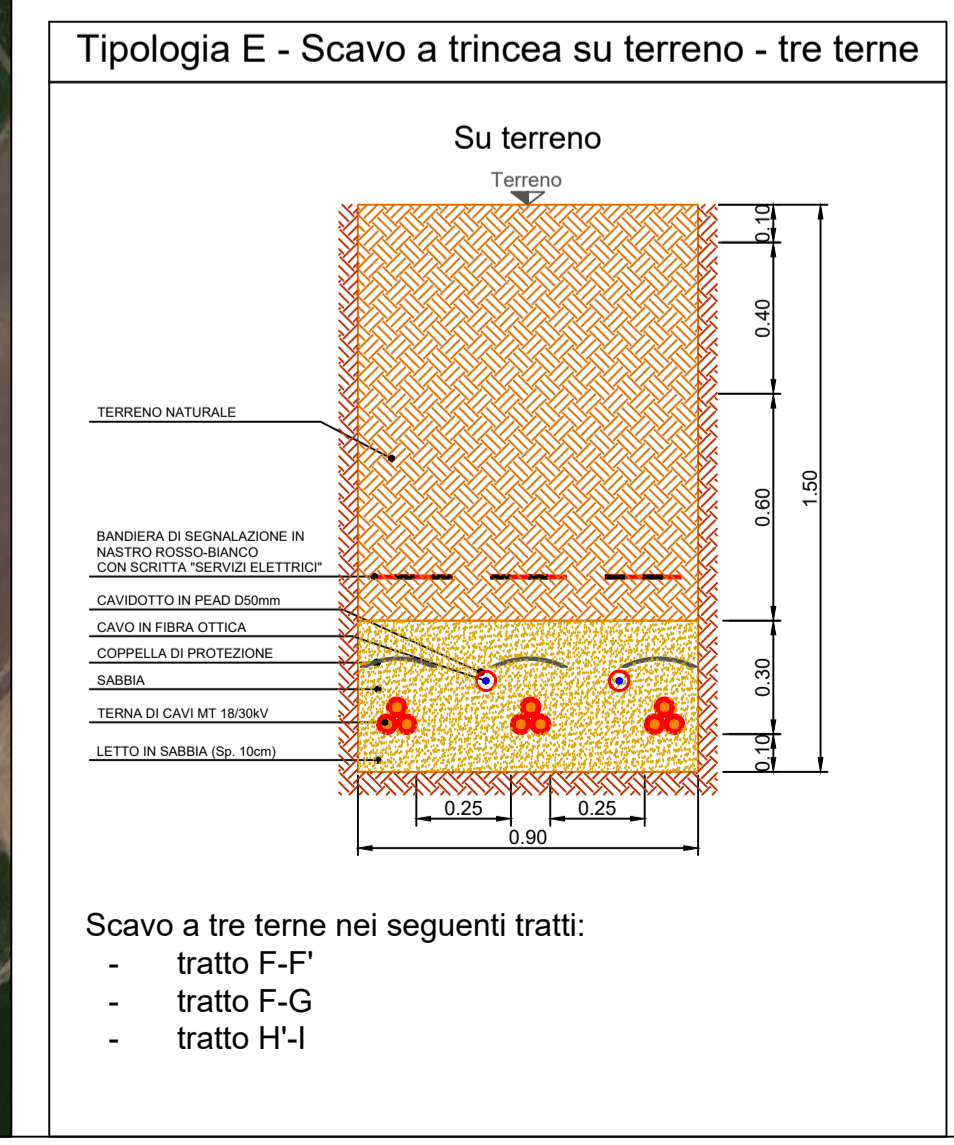 Tipologia E - Scavo a trincea su terreno - tre terne
Su terreno
Terreno
0.10
0.40
TERRENO NATURALE
0.60
1.50
BANDIERA DI SEGNALAZIONE IN
NASTRO ROSSO-BIANCO
CON SCRITTA "SERVIZI ELETTRICI"
CAVIDOTTO IN PEAD D50mm
CAVO IN FIBRA OTTICA
COPPELLA DI PROTEZIONE
SABBIA
0.30
TERNA DI CAVI MT 18/30kV
LETTO IN SABBIA (Sp. 10cm)
0.10
0.25
0.25
0.90
Scavo a tre terne nei seguenti tratti:
- tratto F-F'
- tratto F-G
- tratto H'-I